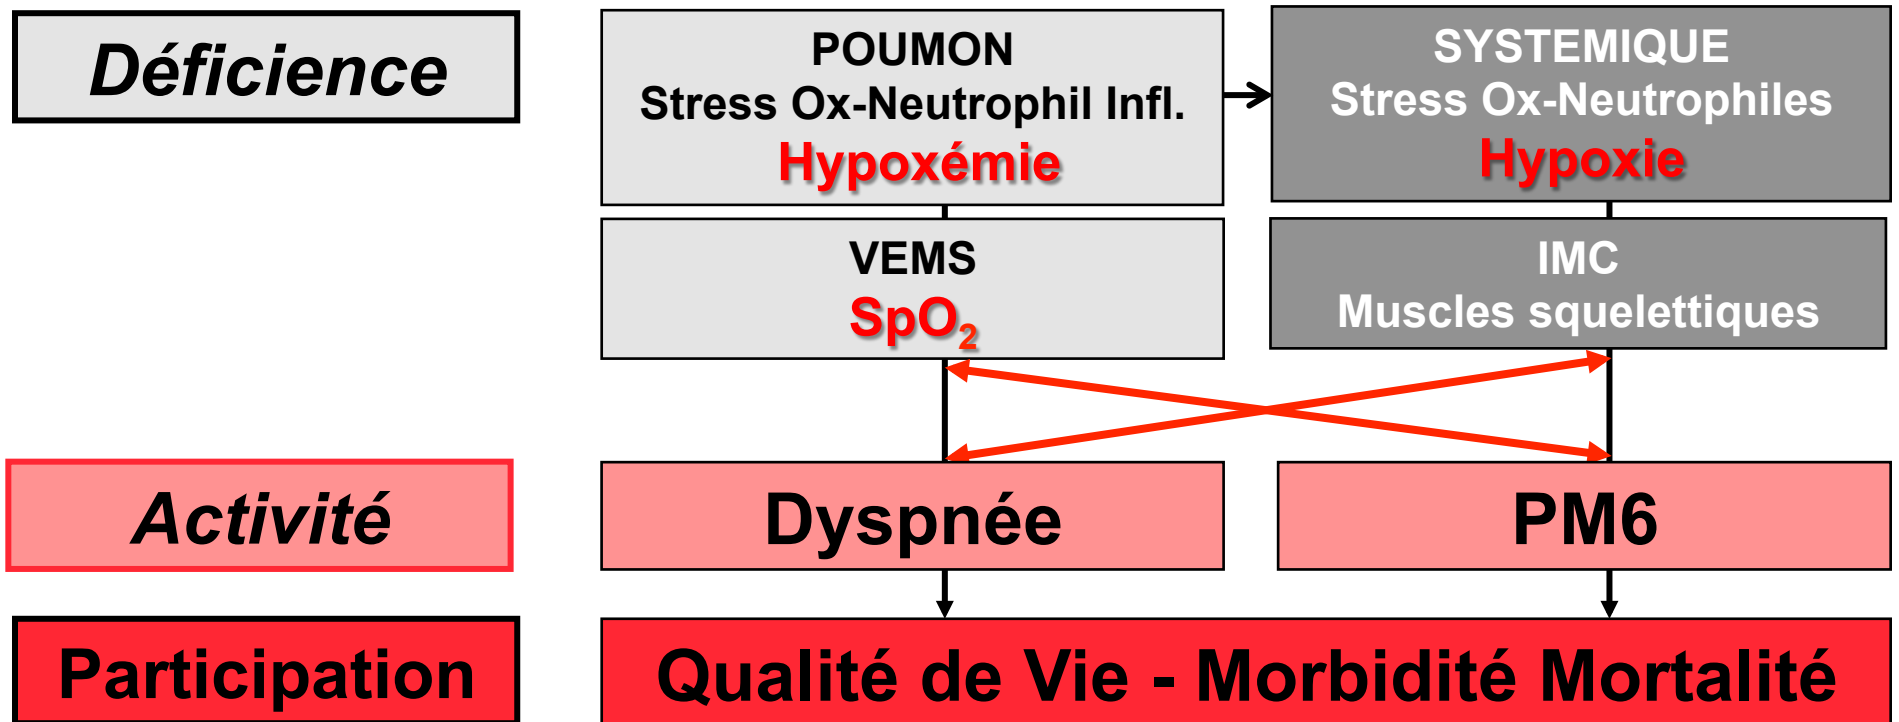 Déficience
POUMON
Stress Ox-Neutrophil Infl.
Hypoxémie
SYSTEMIQUE
Stress Ox-Neutrophiles
Hypoxie
VEMS
SpO₂
IMC
Muscles squelettiques
Activité
Dyspnée
PM6
Participation
Qualité de Vie - Morbidité Mortalité